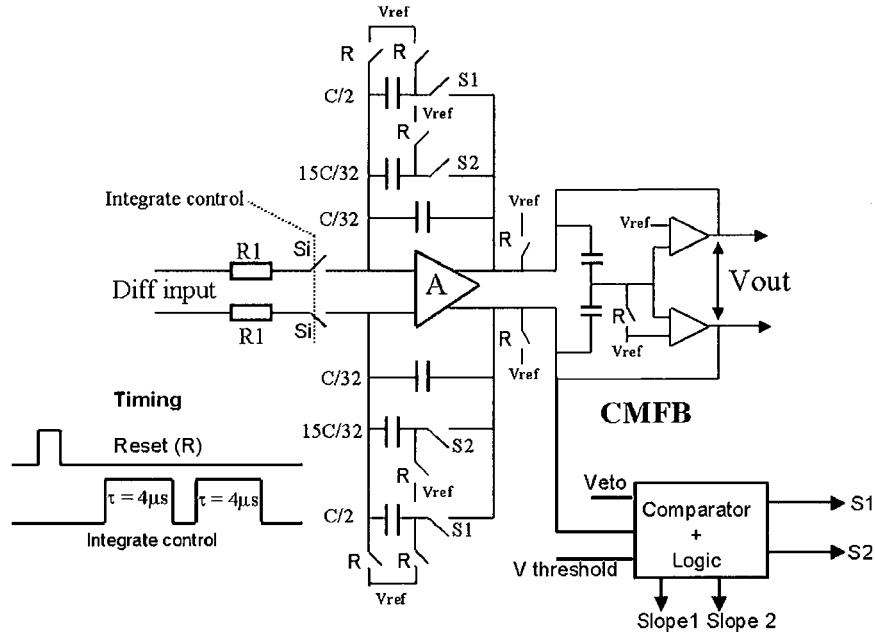 Vref
R R
S1
C/2
Vref
R
15C/32 S2
Integrate control
C/32
Vref
Vref
R1 Si R
A
Diff input
Vout
R1 Si R R
Vref Vref
C/32
Timing CMFB
15C/32 S2
Reset (R)
R
Vref
τ = 4μs τ = 4μs
Veto
C/2 S1
S1
Comparator
+
Logic
Integrate control
R R
S2
V threshold
Vref
Slope1 Slope 2